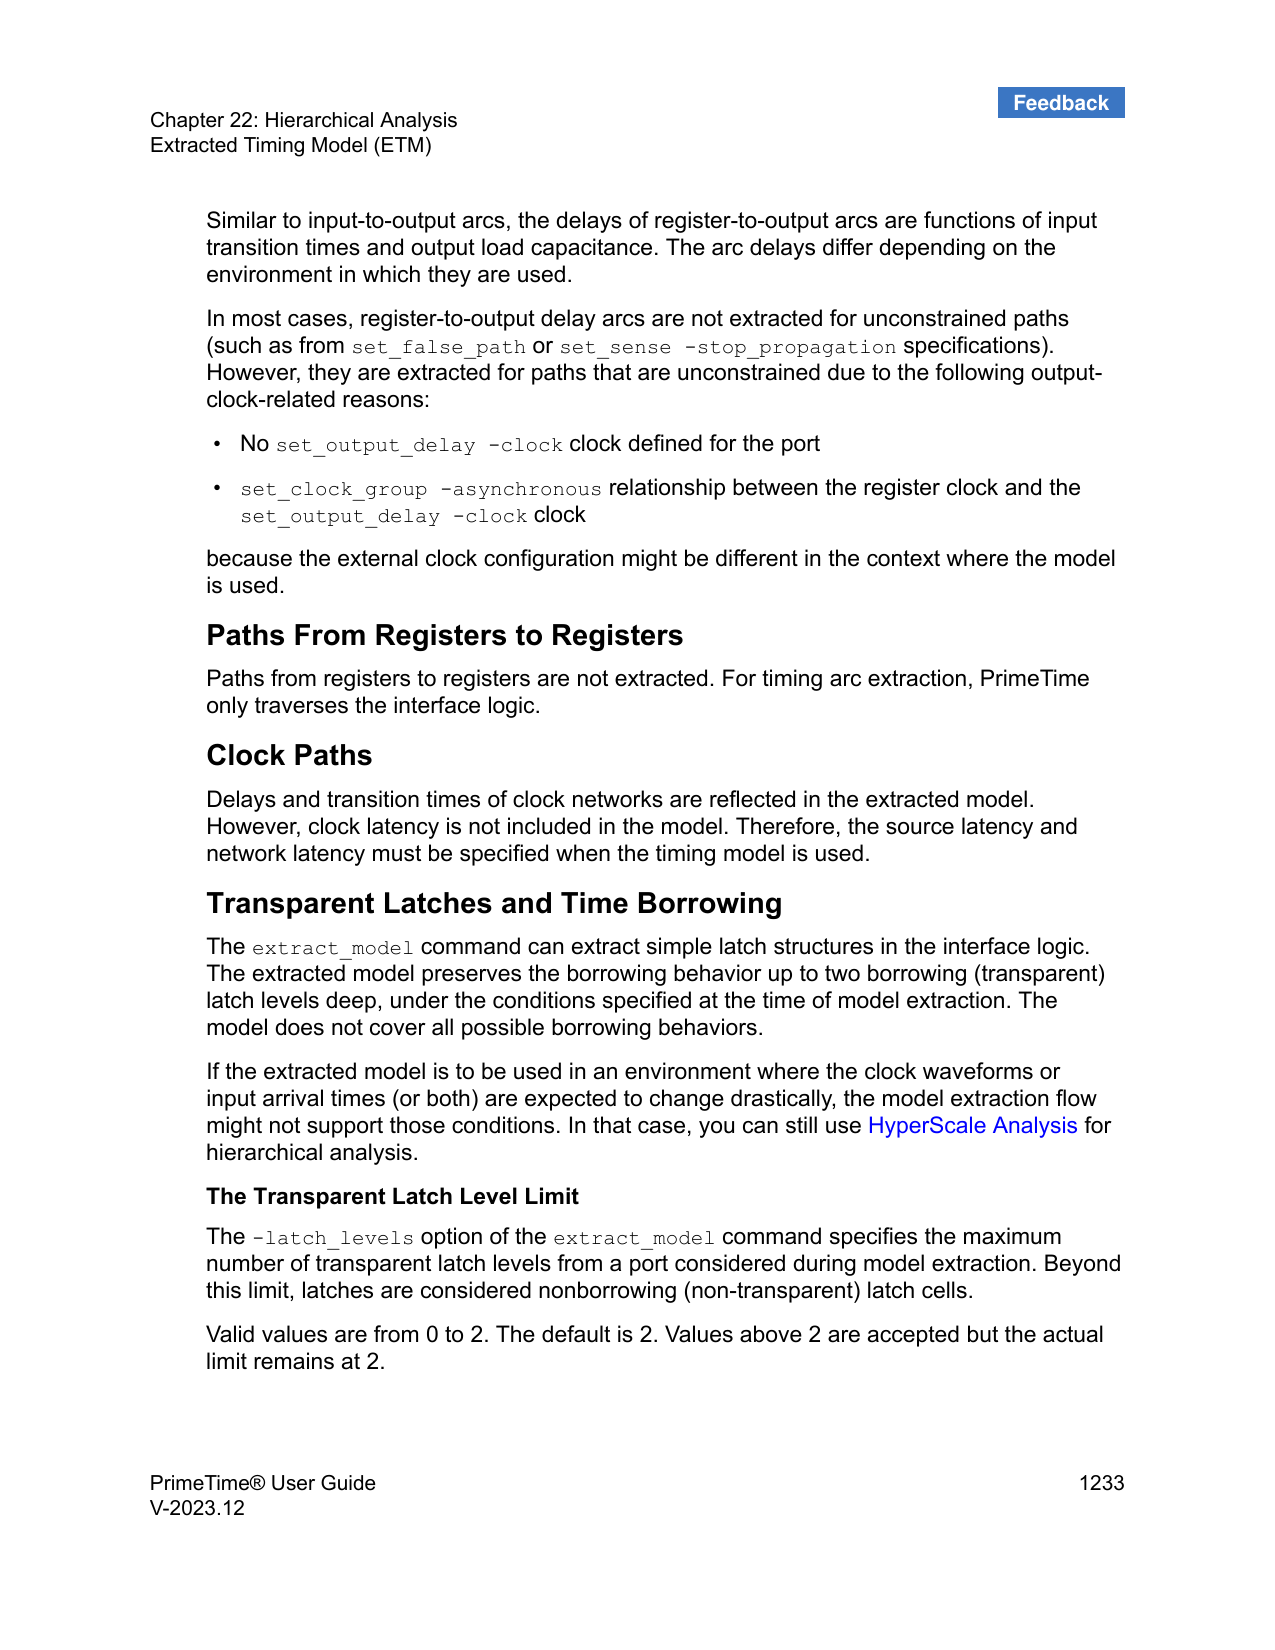 Feedback
Chapter 22: Hierarchical Analysis
Extracted Timing Model (ETM)
Similar to input-to-output arcs, the delays of register-to-output arcs are functions of input
transition times and output load capacitance. The arc delays differ depending on the
environment in which they are used.
In most cases, register-to-output delay arcs are not extracted for unconstrained paths
(such as from set_false_path or set_sense -stop_propagation specifications).
However, they are extracted for paths that are unconstrained due to the following output-
clock-related reasons:
• No set_output_delay -clock clock defined for the port
• set_clock_group -asynchronous relationship between the register clock and the
set_output_delay -clock clock
because the external clock configuration might be different in the context where the model
is used.
Paths From Registers to Registers
Paths from registers to registers are not extracted. For timing arc extraction, PrimeTime
only traverses the interface logic.
Clock Paths
Delays and transition times of clock networks are reflected in the extracted model.
However, clock latency is not included in the model. Therefore, the source latency and
network latency must be specified when the timing model is used.
Transparent Latches and Time Borrowing
The extract_model command can extract simple latch structures in the interface logic.
The extracted model preserves the borrowing behavior up to two borrowing (transparent)
latch levels deep, under the conditions specified at the time of model extraction. The
model does not cover all possible borrowing behaviors.
If the extracted model is to be used in an environment where the clock waveforms or
input arrival times (or both) are expected to change drastically, the model extraction flow
might not support those conditions. In that case, you can still use HyperScale Analysis for
hierarchical analysis.
The Transparent Latch Level Limit
The -latch_levels option of the extract_model command specifies the maximum
number of transparent latch levels from a port considered during model extraction. Beyond
this limit, latches are considered nonborrowing (non-transparent) latch cells.
Valid values are from 0 to 2. The default is 2. Values above 2 are accepted but the actual
limit remains at 2.
PrimeTime® User Guide 1233
V-2023.12